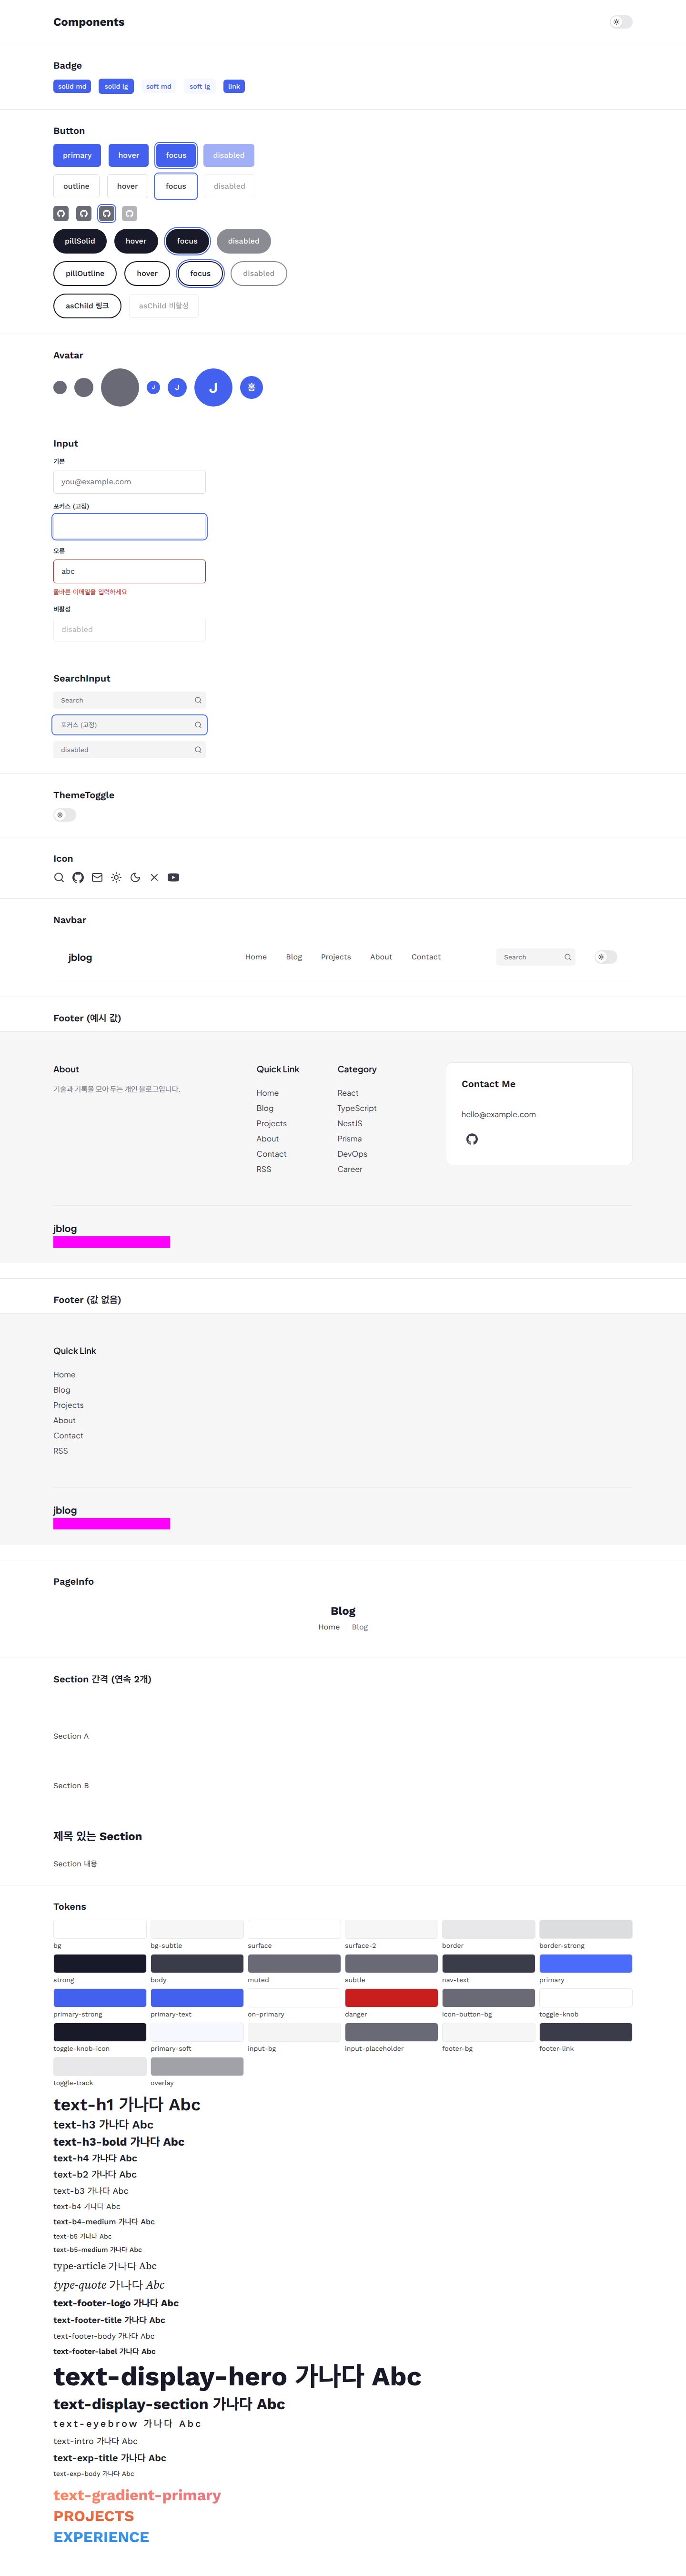 Components
Badge
solid md solid lg soft md soft lg link
Button
primary hover focus disabled
outline hover focus disabled
pillSolid hover focus disabled
pillOutline hover focus disabled
asChild 링크 asChild 비활성
Avatar
J J J 홍
Input
기본
you@example.com
포커스 (고정)
오류
abc
올바른 이메일을 입력하세요
비활성
disabled
SearchInput
Search
포커스 (고정)
disabled
ThemeToggle
Icon
Navbar
jblog Home Blog Projects About Contact Search
Footer (예시 값)
About Quick Link Category Contact Me
기술과 기록을 모아 두는 개인 블로그입니다.
Home React
Blog TypeScript hello@example.com
Projects NestJS
About Prisma
Contact DevOps
RSS Career
jblog
Footer (값 없음)
Quick Link
Home
Blog
Projects
About
Contact
RSS
jblog
PageInfo
Blog
Home Blog
Section 간격 (연속 2개)
Section A
Section B
제목 있는 Section
Section 내용
Tokens
bg bg-subtle surface surface-2 border border-strong
strong body muted subtle nav-text primary
primary-strong primary-text on-primary danger icon-button-bg toggle-knob
toggle-knob-icon primary-soft input-bg input-placeholder footer-bg footer-link
toggle-track overlay
text-h1 가나다 Abc
text-h3 가나다 Abc
text-h3-bold 가나다 Abc
text-h4 가나다 Abc
text-b2 가나다 Abc
text-b3 가나다 Abc
text-b4 가나다 Abc
text-b4-medium 가나다 Abc
text-b5 가나다 Abc
text-b5-medium 가나다 Abc
type-article 가나다 Abc
type-quote 가나다 Abc
text-footer-logo 가나다 Abc
text-footer-title 가나다 Abc
text-footer-body 가나다 Abc
text-footer-label 가나다 Abc
text-display-hero 가나다 Abc
text-display-section 가나다 Abc
text-eyebrow 가나다 Abc
text-intro 가나다 Abc
text-exp-title 가나다 Abc
text-exp-body 가나다 Abc
text-gradient-primary
PROJECTS
EXPERIENCE